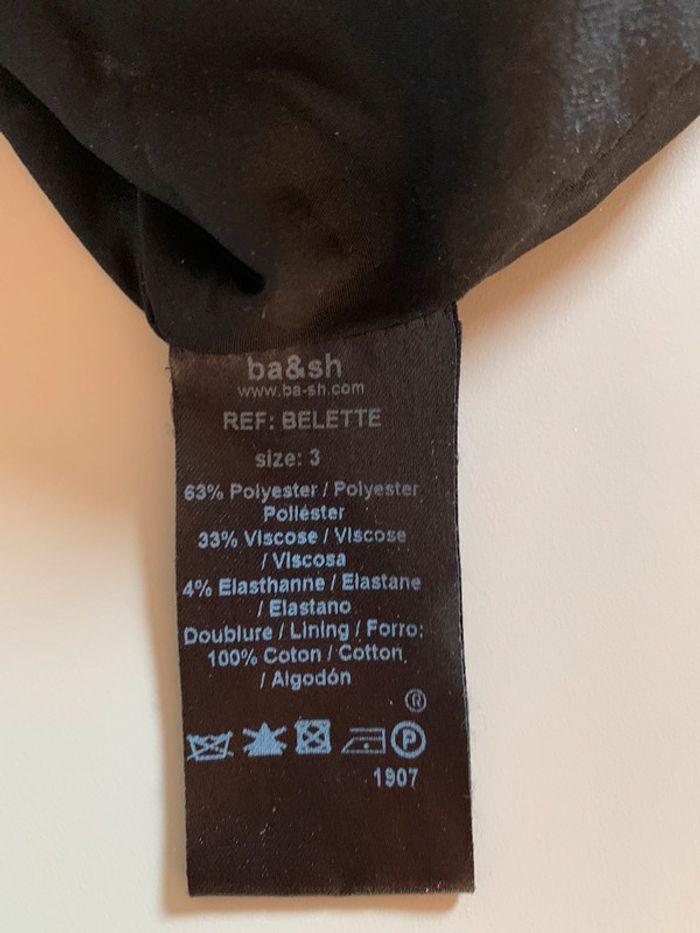 ba&sh
www.ba-sh.com
REF: BELETTE
size: 3
63% Polyester / Polyester
Poliéster
33% Viscose / Viscose
/ Viscosa
4% Elasthanne / Elastane
/ Elastano
Doublure / Lining / Forro:
100% Coton / Cotton
/ Algodón
®
P
1907